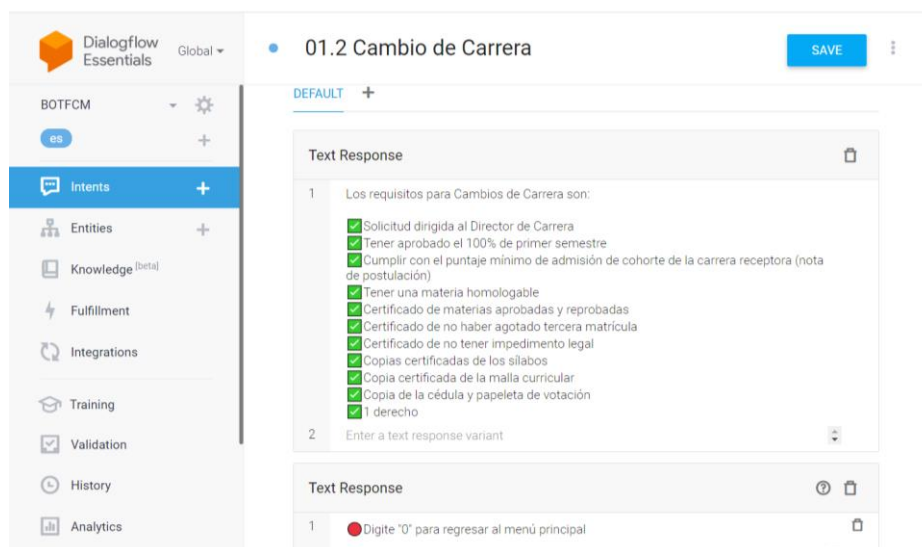 Dialogflow
Essentials
Global
01.2 Cambio de Carrera
SAVE
BOTFCM
es
Intents
Entities
Knowledge [beta]
Fulfillment
Integrations
Training
Validation
History
Analytics
DEFAULT +
Text Response
1 Los requisitos para Cambios de Carrera son:
✅Solicitud dirigida al Director de Carrera
✅Tener aprobado el 100% de primer semestre
✅Cumplir con el puntaje mínimo de admisión de cohorte de la carrera receptora (nota
de postulación)
✅Tener una materia homologable
✅Certificado de materias aprobadas y reprobadas
✅Certificado de no haber agotado tercera matrícula
✅Certificado de no tener impedimento legal
✅Copias certificadas de los sílabos
✅Copia certificada de la malla curricular
✅Copia de la cédula y papeleta de votación
✅1 derecho
2 Enter a text response variant
Text Response
1 🔴Digite "0" para regresar al menú principal